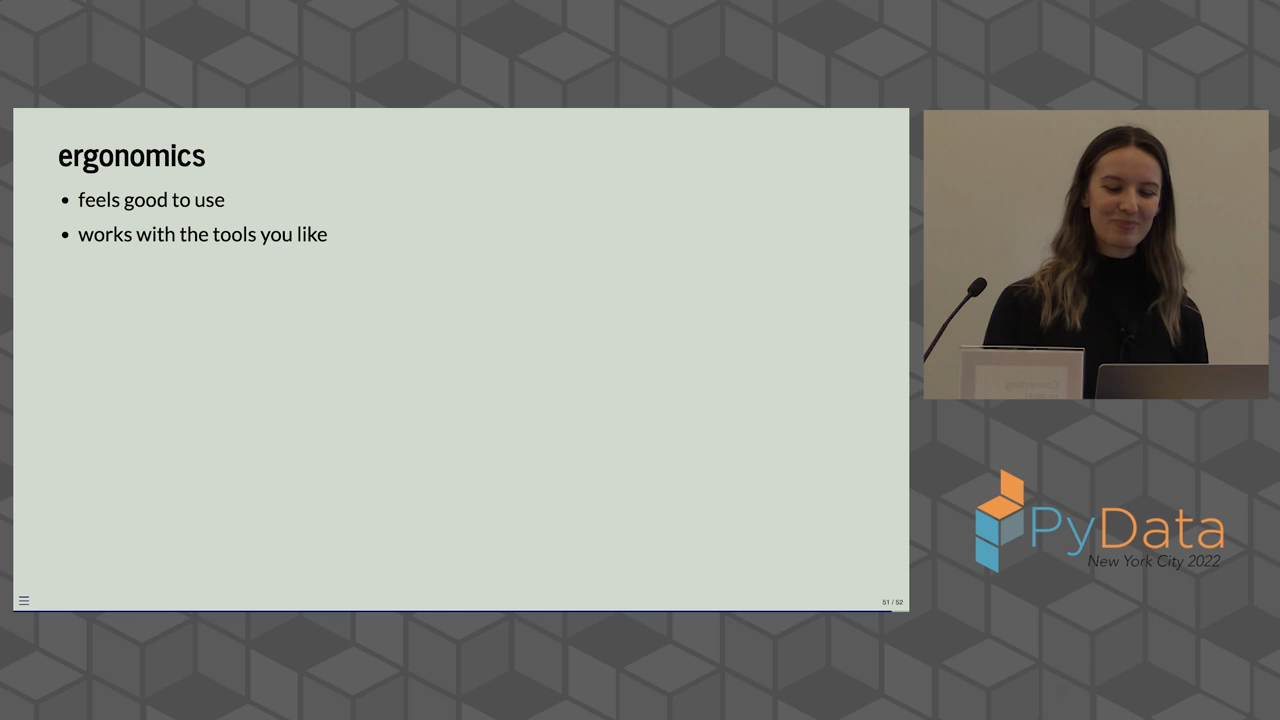 ergonomics
• feels good to use
• works with the tools you like
51 / 52
PyData
New York City 2022